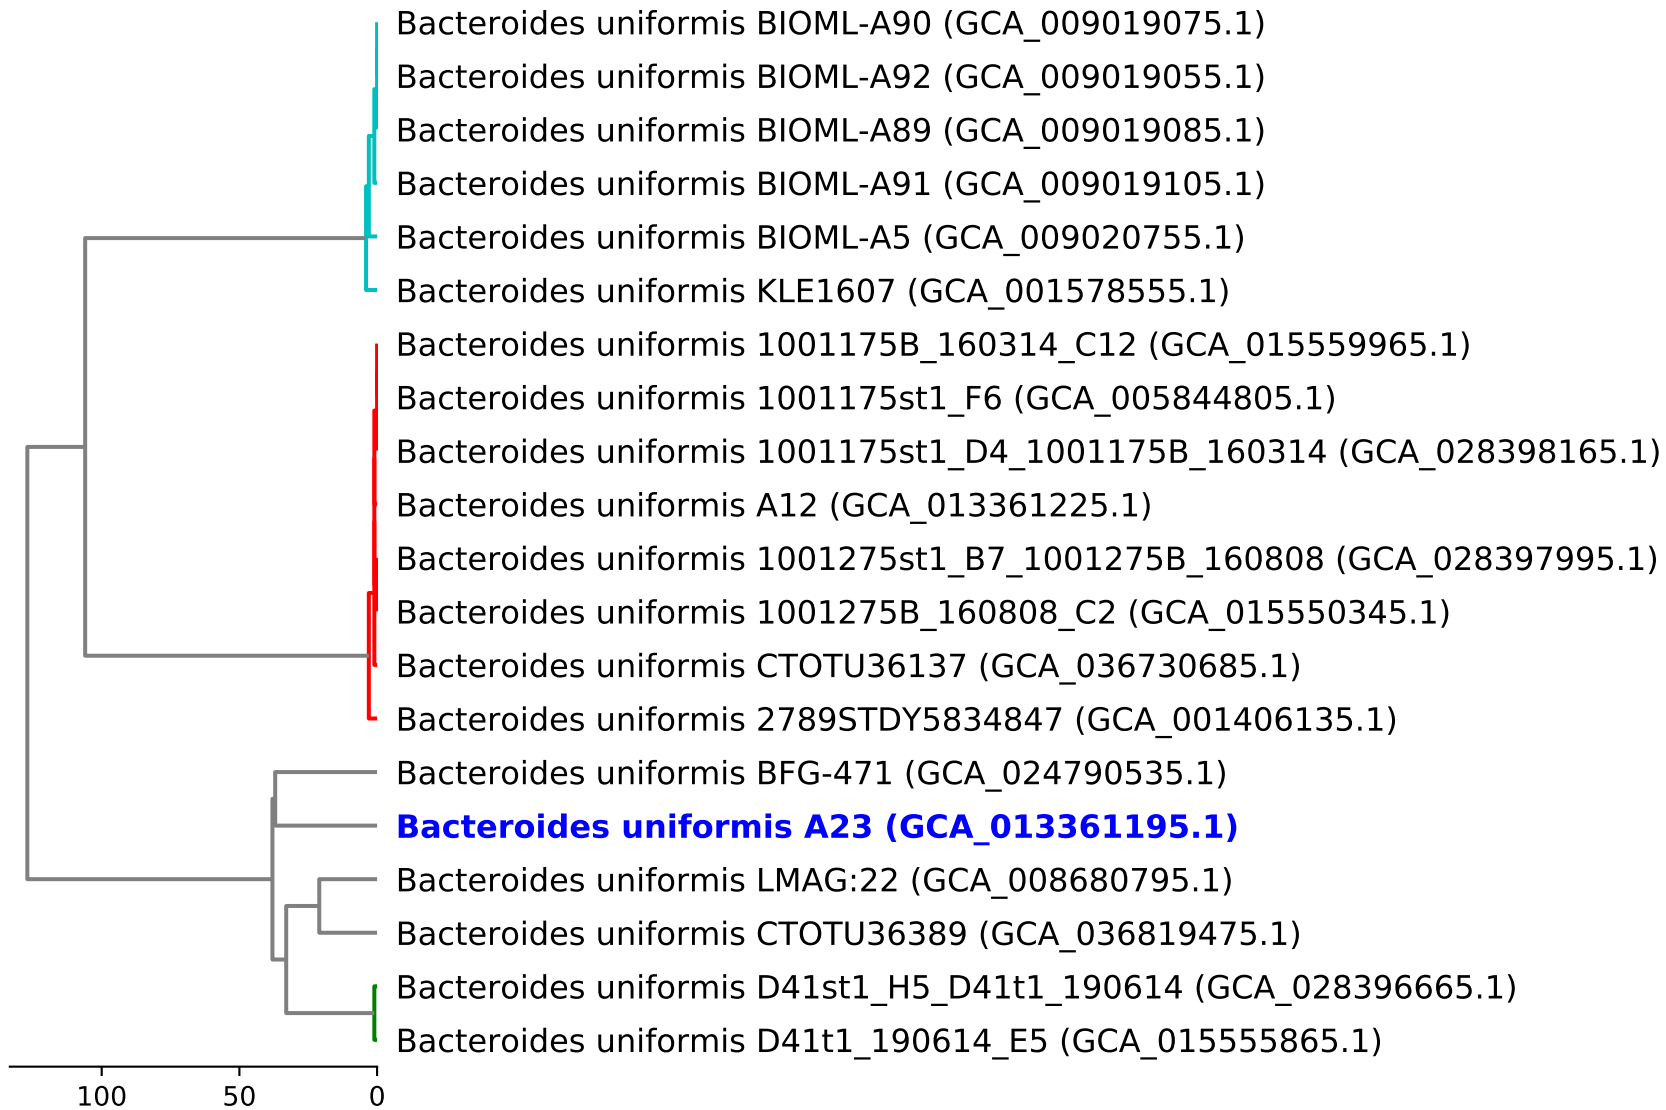 Bacteroides uniformis BIOML-A90 (GCA_009019075.1)
Bacteroides uniformis BIOML-A92 (GCA_009019055.1)
Bacteroides uniformis BIOML-A89 (GCA_009019085.1)
Bacteroides uniformis BIOML-A91 (GCA_009019105.1)
Bacteroides uniformis BIOML-A5 (GCA_009020755.1)
Bacteroides uniformis KLE1607 (GCA_001578555.1)
Bacteroides uniformis 1001175B_160314_C12 (GCA_015559965.1)
Bacteroides uniformis 1001175st1_F6 (GCA_005844805.1)
Bacteroides uniformis 1001175st1_D4_1001175B_160314 (GCA_028398165.1)
Bacteroides uniformis A12 (GCA_013361225.1)
Bacteroides uniformis 1001275st1_B7_1001275B_160808 (GCA_028397995.1)
Bacteroides uniformis 1001275B_160808_C2 (GCA_015550345.1)
Bacteroides uniformis CTOTU36137 (GCA_036730685.1)
Bacteroides uniformis 2789STDY5834847 (GCA_001406135.1)
Bacteroides uniformis BFG-471 (GCA_024790535.1)
Bacteroides uniformis A23 (GCA_013361195.1)
Bacteroides uniformis LMAG:22 (GCA_008680795.1)
Bacteroides uniformis CTOTU36389 (GCA_036819475.1)
Bacteroides uniformis D41st1_H5_D41t1_190614 (GCA_028396665.1)
Bacteroides uniformis D41t1_190614_E5 (GCA_015555865.1)
100 50 0